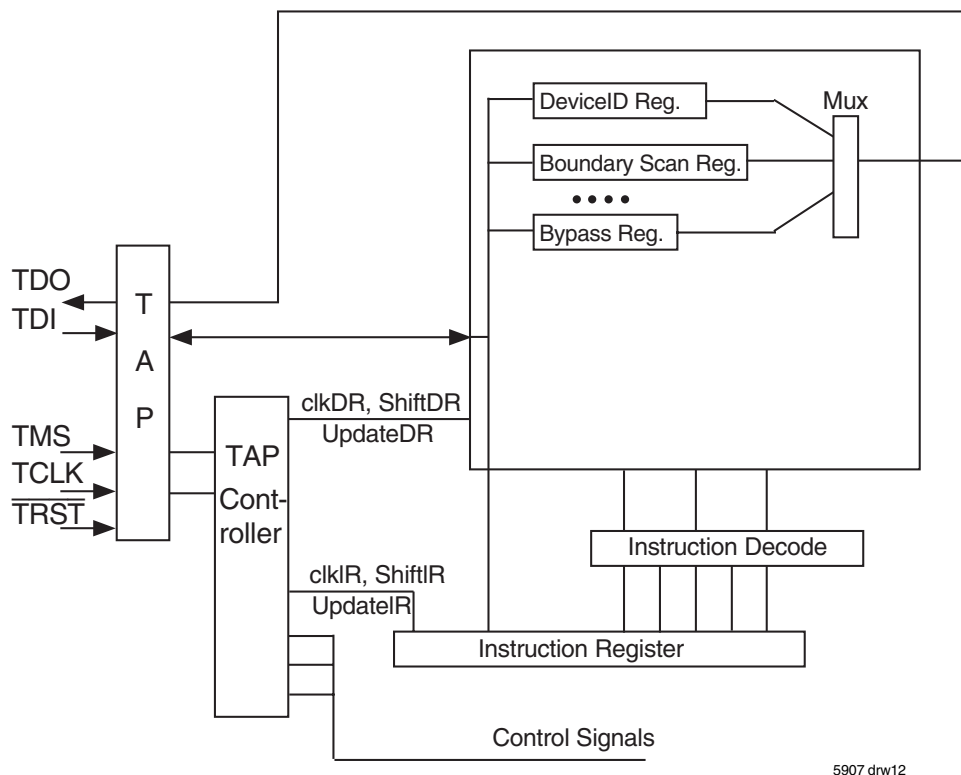 DeviceID Reg.
Mux
Boundary Scan Reg.
Bypass Reg.
TDO
TDI
T
A
P
TMS
TCLK
TRST
clkDR, ShiftDR
UpdateDR
TAP
Cont-
roller
Instruction Decode
clkIR, ShiftIR
UpdateIR
Instruction Register
Control Signals
5907 drw12